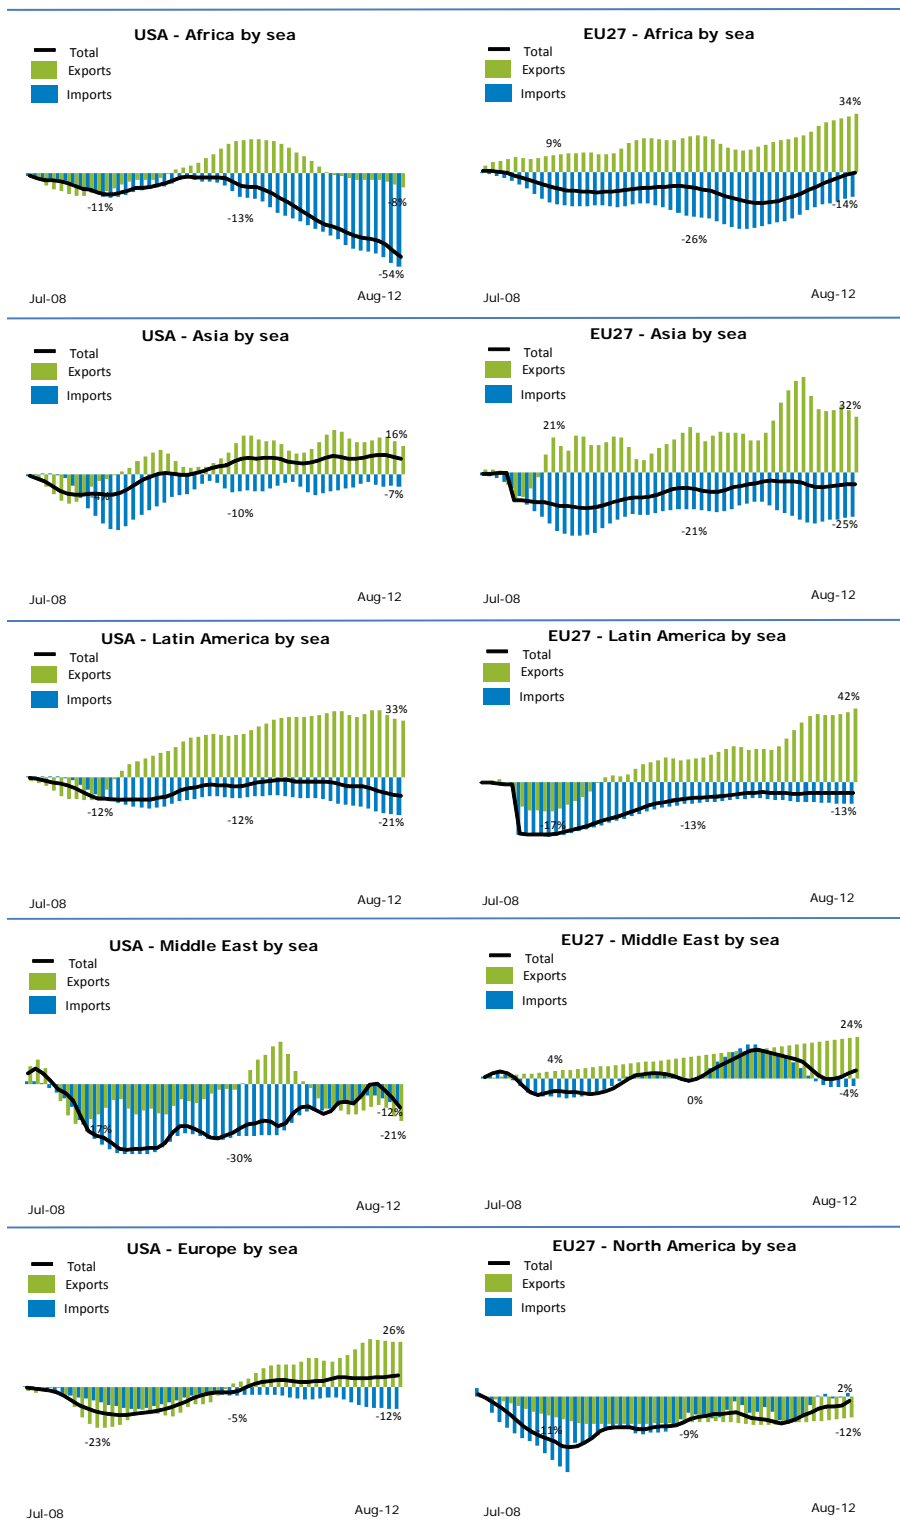 USA - Africa by sea
Total
Exports
Imports
-11%
-13%
-8%
-54%
Jul-08
Aug-12
EU27 - Africa by sea
Total
Exports
Imports
34%
9%
-14%
-26%
Jul-08
Aug-12
USA - Asia by sea
Total
Exports
Imports
16%
-4%
-7%
-10%
Jul-08
Aug-12
EU27 - Asia by sea
Total
Exports
Imports
32%
21%
-21%
-25%
Jul-08
Aug-12
USA - Latin America by sea
Total
Exports
Imports
33%
-12%
-12%
-21%
Jul-08
Aug-12
EU27 - Latin America by sea
Total
Exports
Imports
42%
-17%
-13%
-13%
Jul-08
Aug-12
USA - Middle East by sea
Total
Exports
Imports
-17%
-12%
-21%
-30%
Jul-08
Aug-12
EU27 - Middle East by sea
Total
Exports
Imports
24%
4%
0%
-4%
Jul-08
Aug-12
USA - Europe by sea
Total
Exports
Imports
26%
-5%
-12%
-23%
Jul-08
Aug-12
EU27 - North America by sea
Total
Exports
Imports
2%
-11%
-9%
-12%
Jul-08
Aug-12